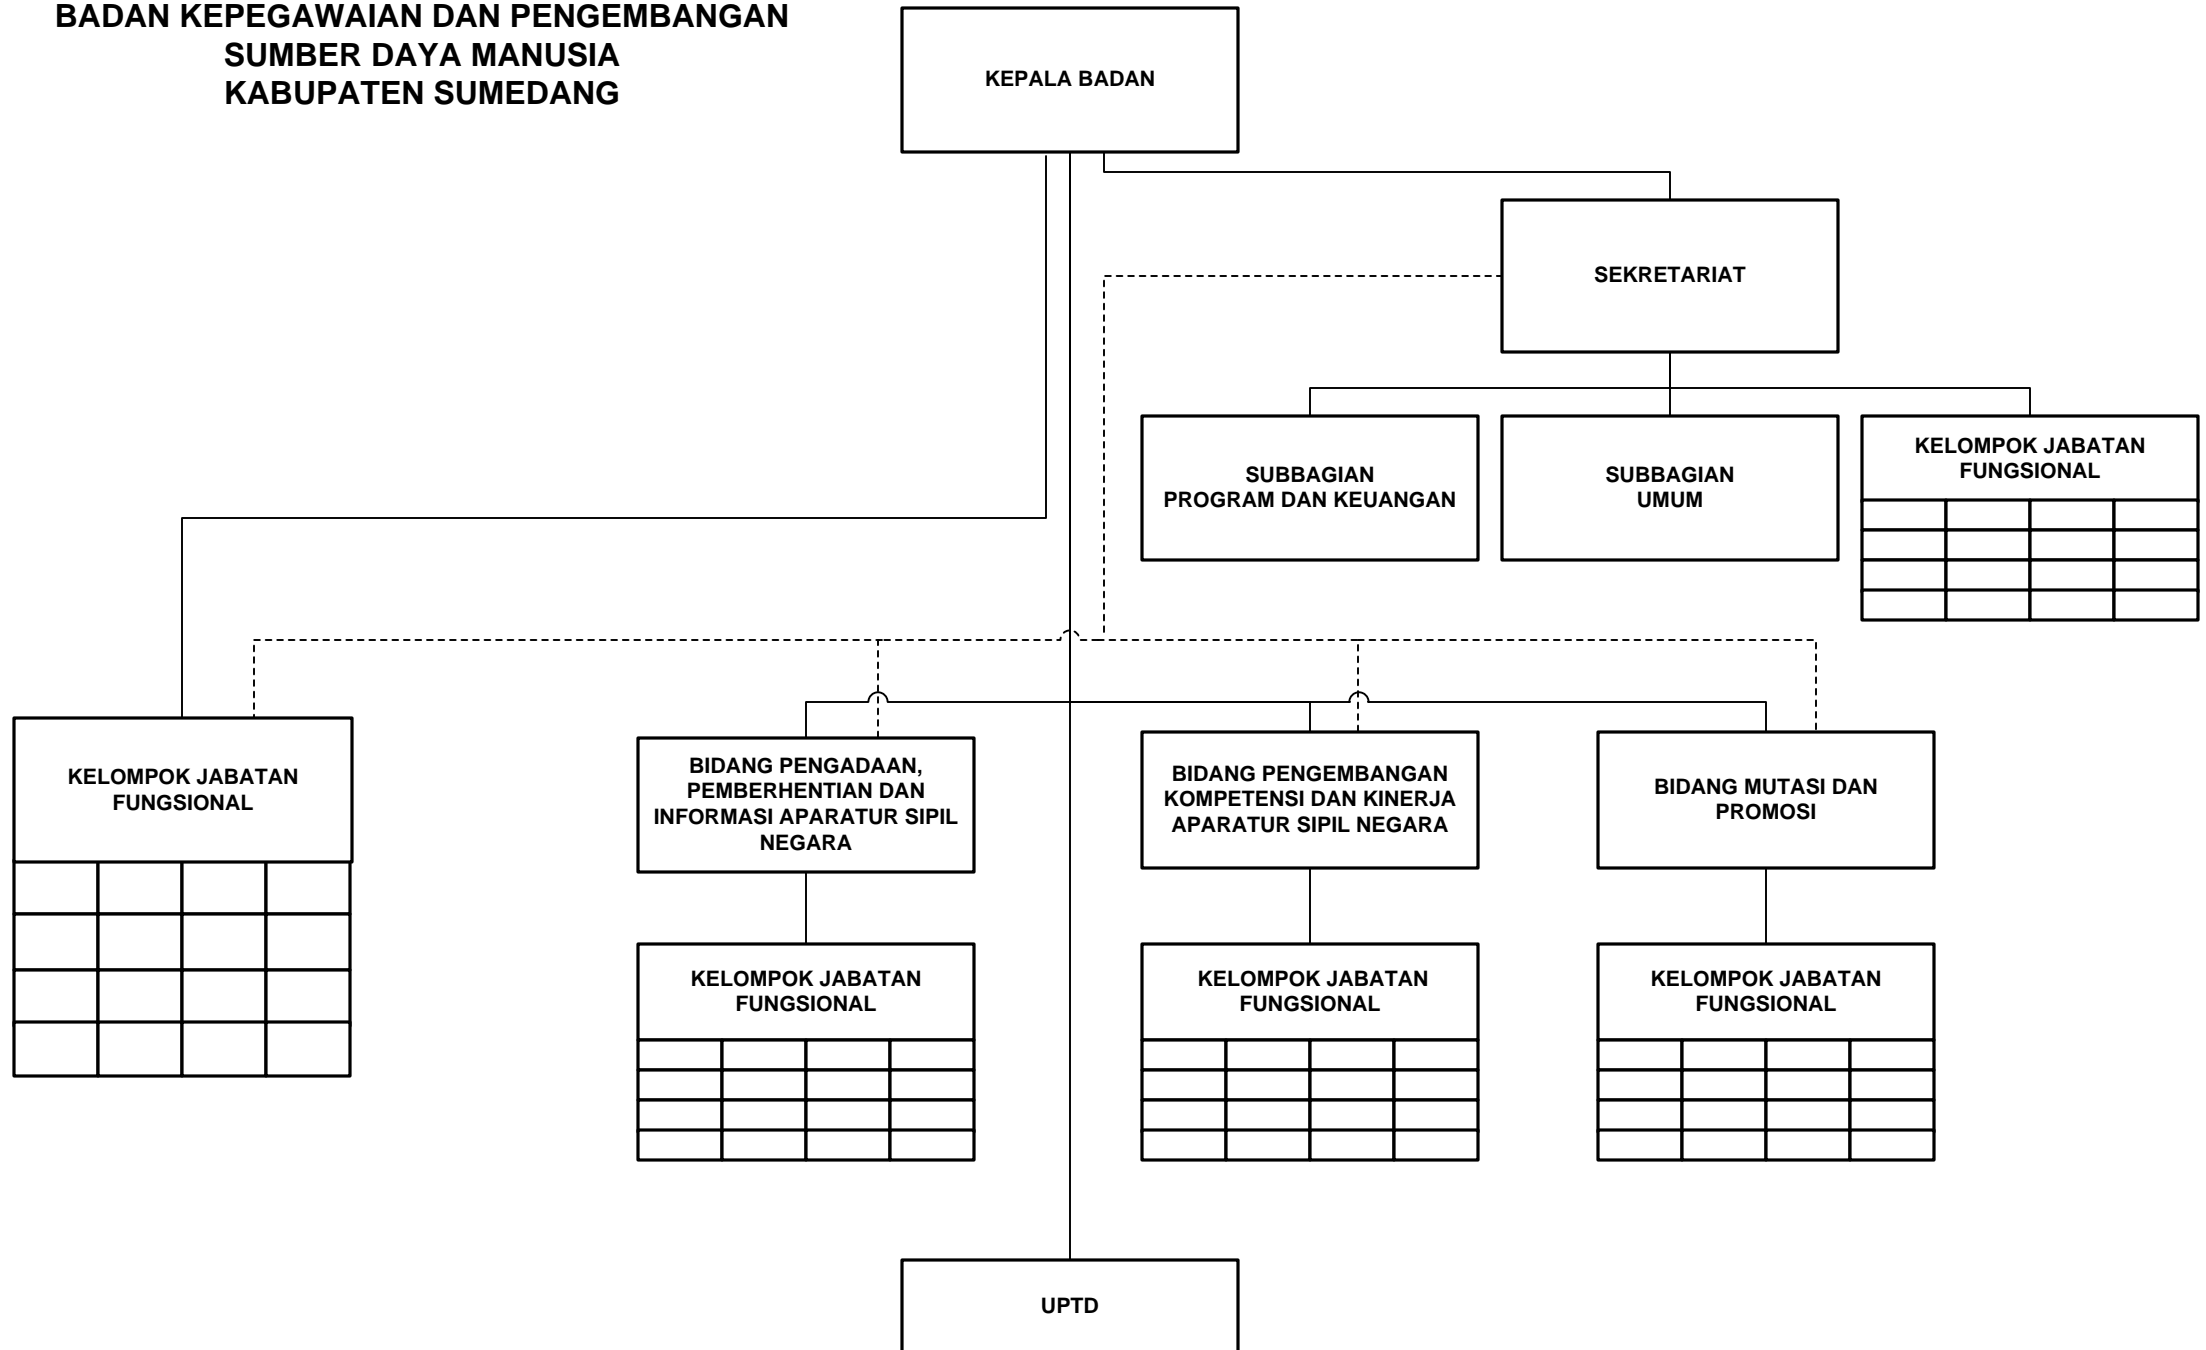 BADAN KEPEGAWAIAN DAN PENGEMBANGAN
SUMBER DAYA MANUSIA
KABUPATEN SUMEDANG
KEPALA BADAN
SEKRETARIAT
SUBBAGIAN
PROGRAM DAN KEUANGAN
SUBBAGIAN
UMUM
KELOMPOK JABATAN
FUNGSIONAL
KELOMPOK JABATAN
FUNGSIONAL
BIDANG PENGADAAN,
PEMBERHENTIAN DAN
INFORMASI APARATUR SIPIL
NEGARA
BIDANG PENGEMBANGAN
KOMPETENSI DAN KINERJA
APARATUR SIPIL NEGARA
BIDANG MUTASI DAN
PROMOSI
KELOMPOK JABATAN
FUNGSIONAL
KELOMPOK JABATAN
FUNGSIONAL
KELOMPOK JABATAN
FUNGSIONAL
UPTD